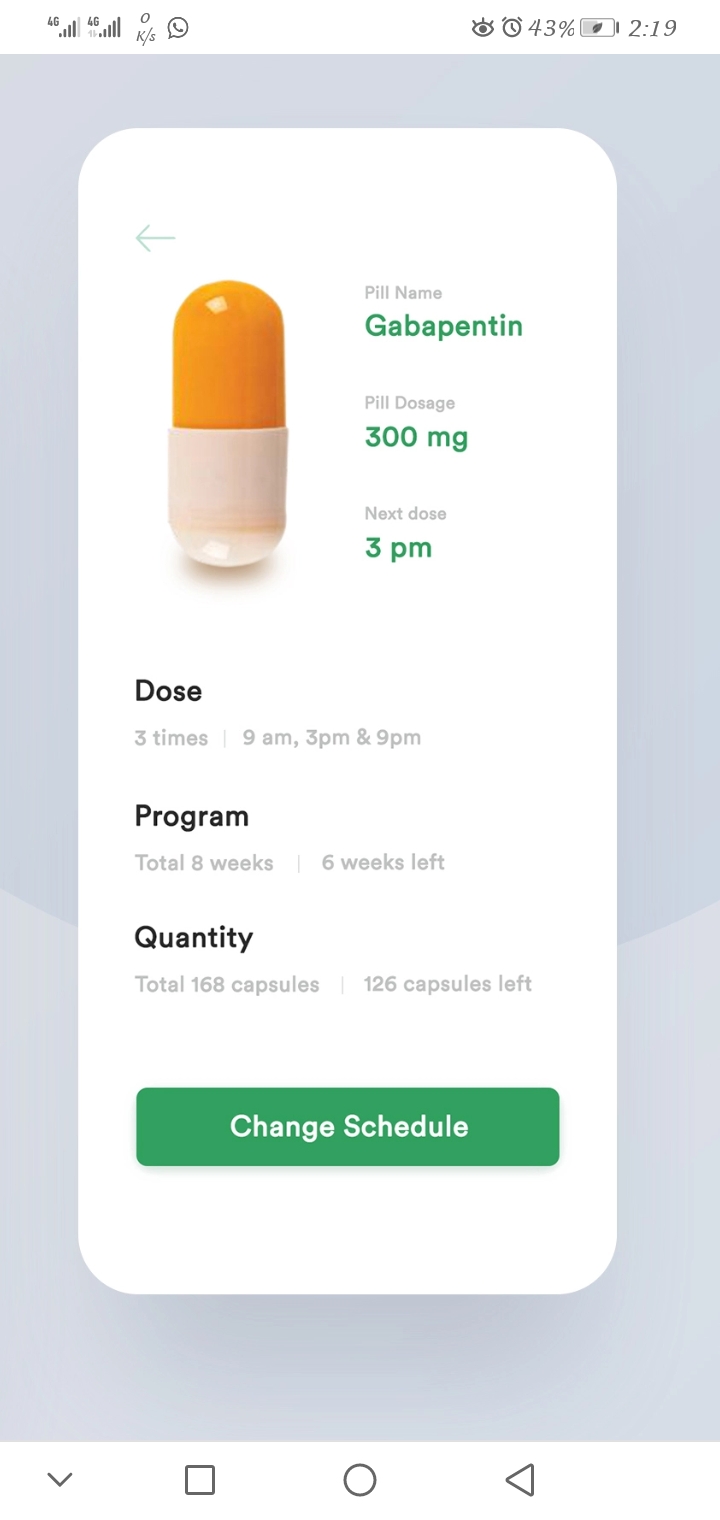 4G 4G 0 K/s 43% 2:19
Pill Name
Gabapentin
Pill Dosage
300 mg
Next dose
3 pm
Dose
3 times | 9 am, 3pm & 9pm
Program
Total 8 weeks | 6 weeks left
Quantity
Total 168 capsules | 126 capsules left
Change Schedule